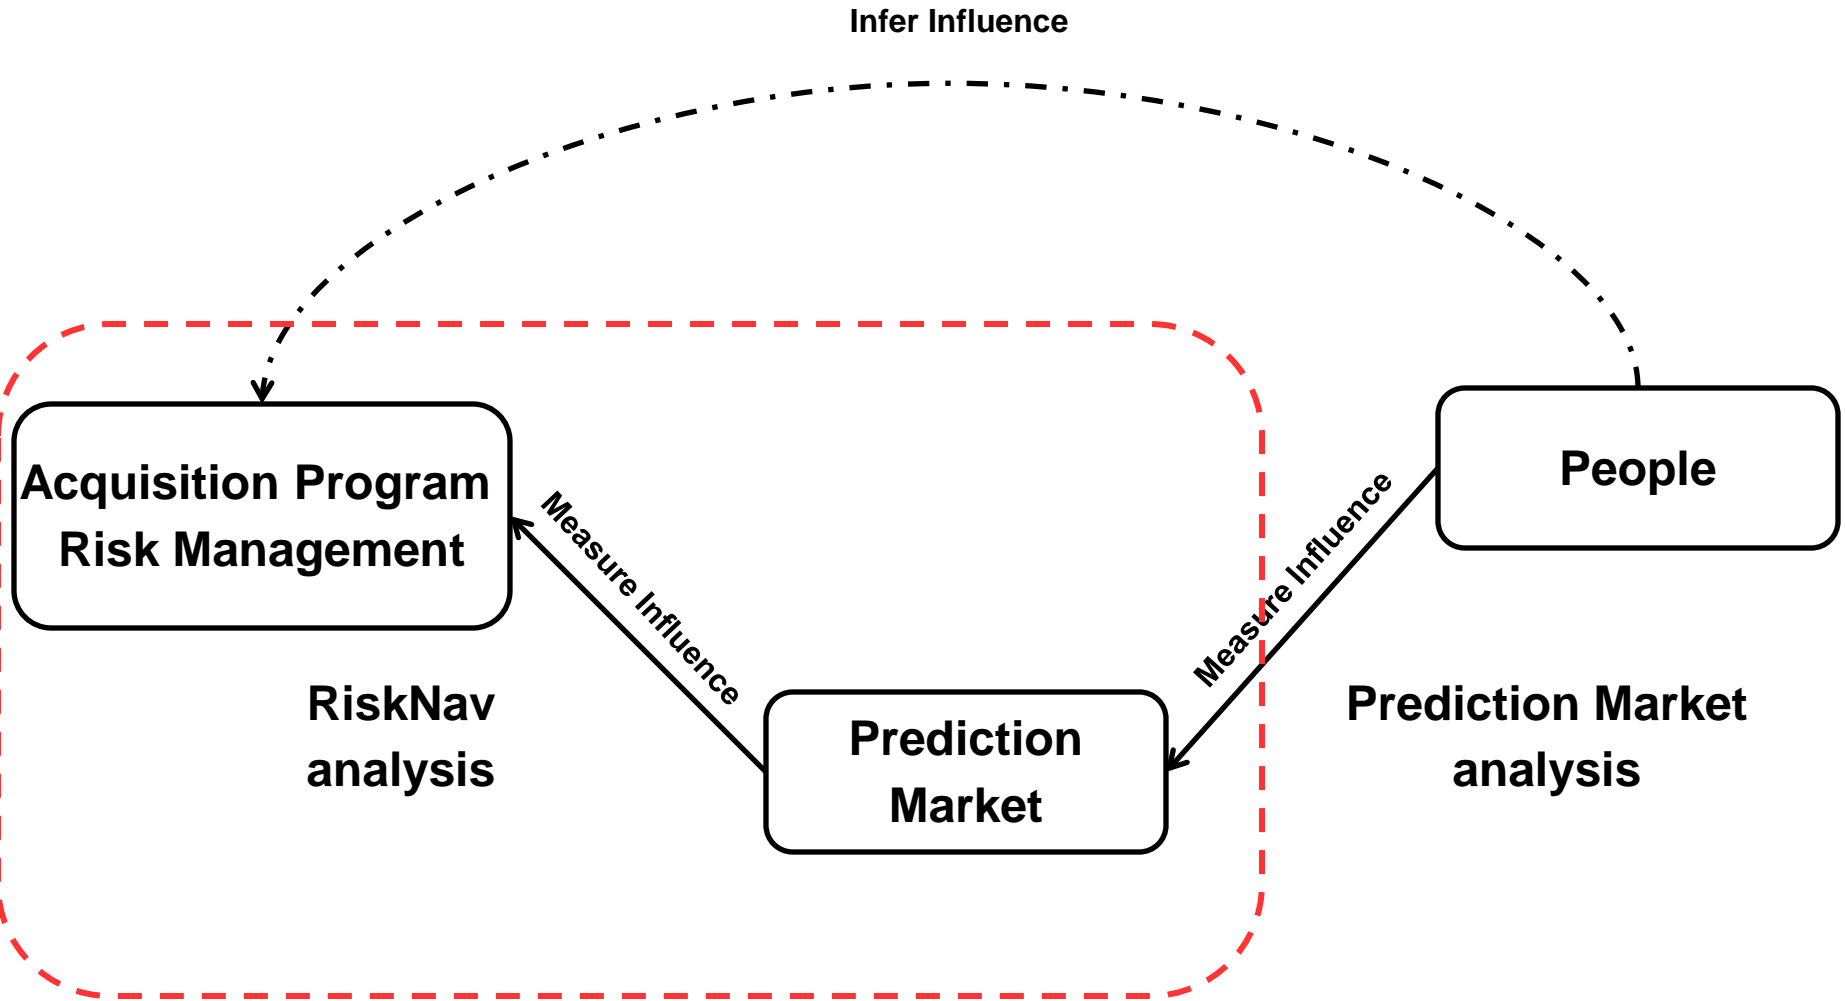 Infer Influence
Acquisition Program
Risk Management
People
Measure Influence
Measure Influence
RiskNav
analysis
Prediction
Market
Prediction Market
analysis